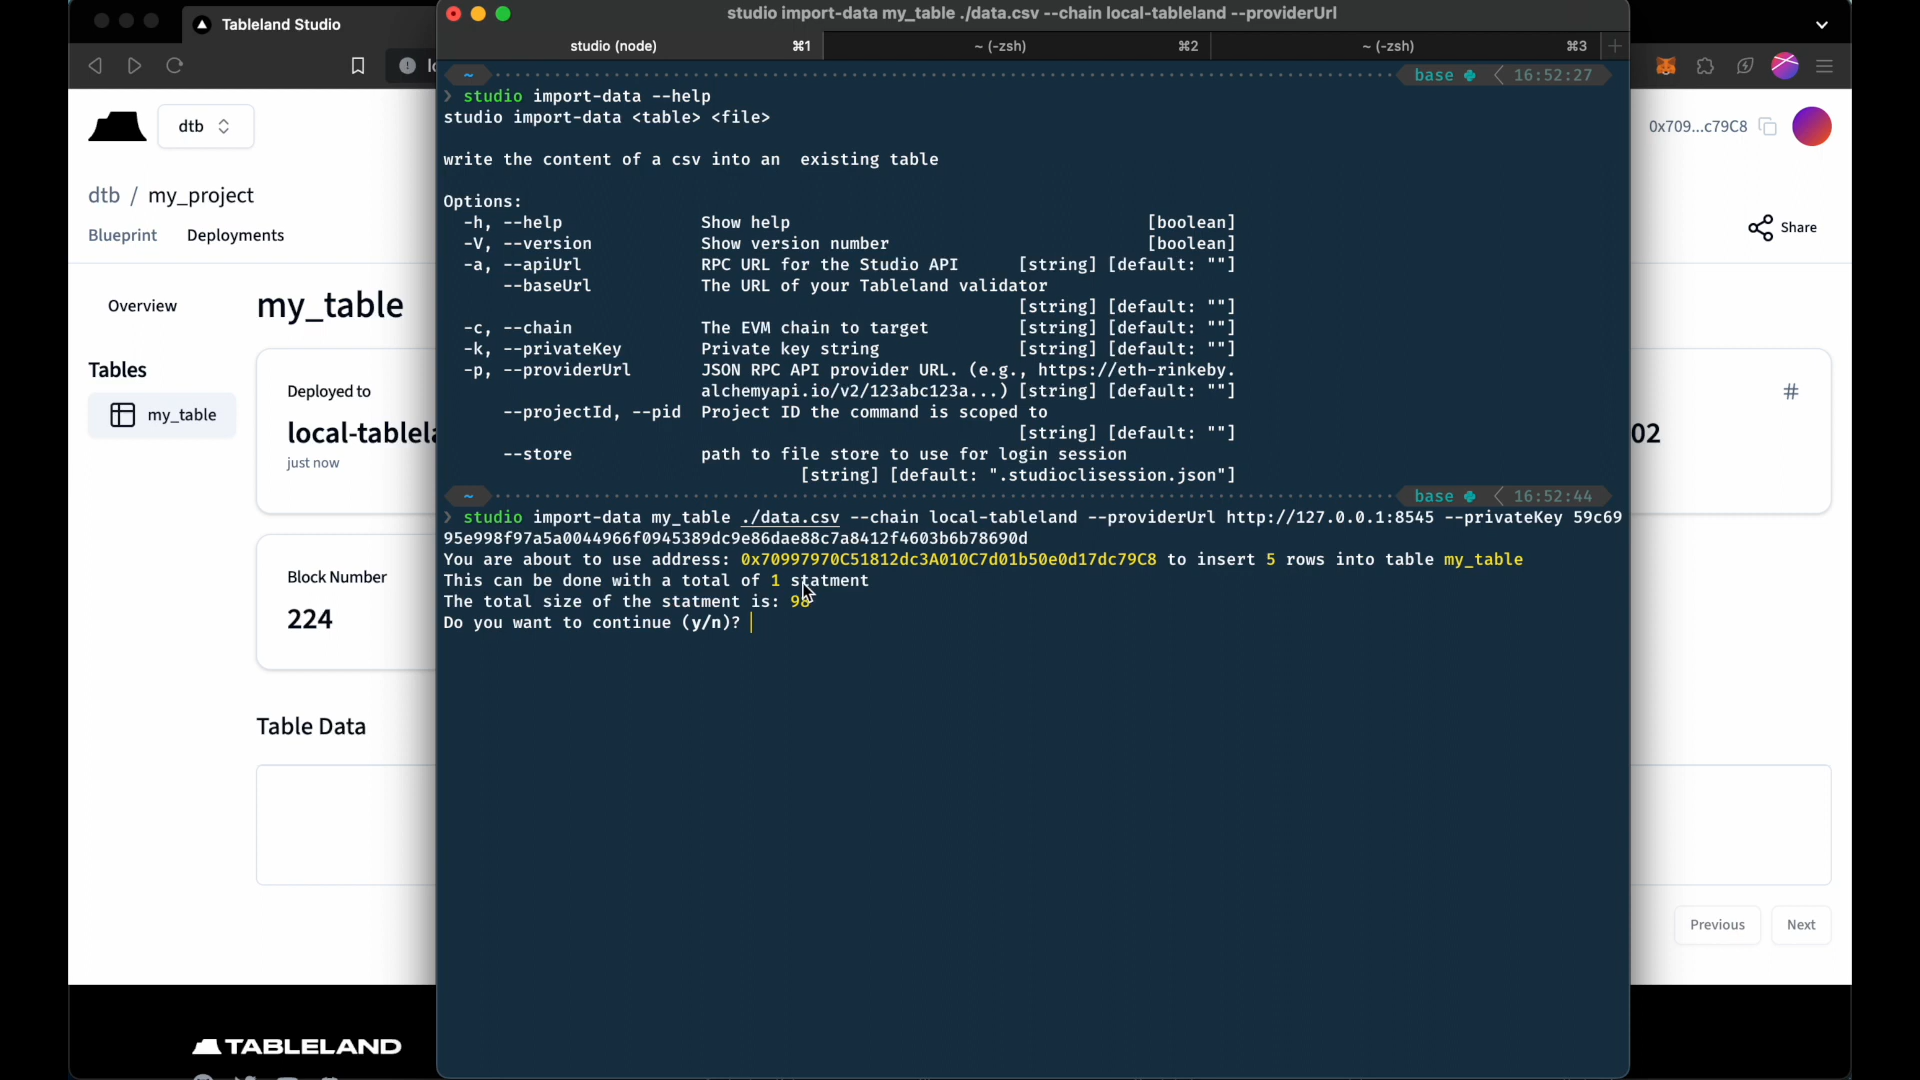 Tableland Studio
studio import-data my_table ./data.csv --chain local-tableland --providerUrl
studio (node) ⌘1
~ (-zsh) ⌘2
~ (-zsh) ⌘3
dtb
0x709...c79C8
dtb / my_project
Blueprint Deployments
Share
Overview
my_table
Tables
my_table
Deployed to
local-tablela
just now
#
02
Block Number
224
Table Data
Previous
Next
TABLELAND
~ base 16:52:27
❯ studio import-data --help
studio import-data <table> <file>
write the content of a csv into an  existing table
Options:
-h, --help Show help [boolean]
-V, --version Show version number [boolean]
-a, --apiUrl RPC URL for the Studio API [string] [default: ""]
--baseUrl The URL of your Tableland validator
[string] [default: ""]
-c, --chain The EVM chain to target [string] [default: ""]
-k, --privateKey Private key string [string] [default: ""]
-p, --providerUrl JSON RPC API provider URL. (e.g., https://eth-rinkeby.
alchemyapi.io/v2/123abc123a...) [string] [default: ""]
--projectId, --pid Project ID the command is scoped to
[string] [default: ""]
--store path to file store to use for login session
[string] [default: ".studioclisession.json"]
~ base 16:52:44
❯ studio import-data my_table ./data.csv --chain local-tableland --providerUrl http://127.0.0.1:8545 --privateKey 59c69
95e998f97a5a0044966f0945389dc9e86dae88c7a8412f4603b6b78690d
You are about to use address: 0x70997970C51812dc3A010C7d01b50e0d17dc79C8 to insert 5 rows into table my_table
This can be done with a total of 1 statment
The total size of the statment is: 98
Do you want to continue (y/n)?